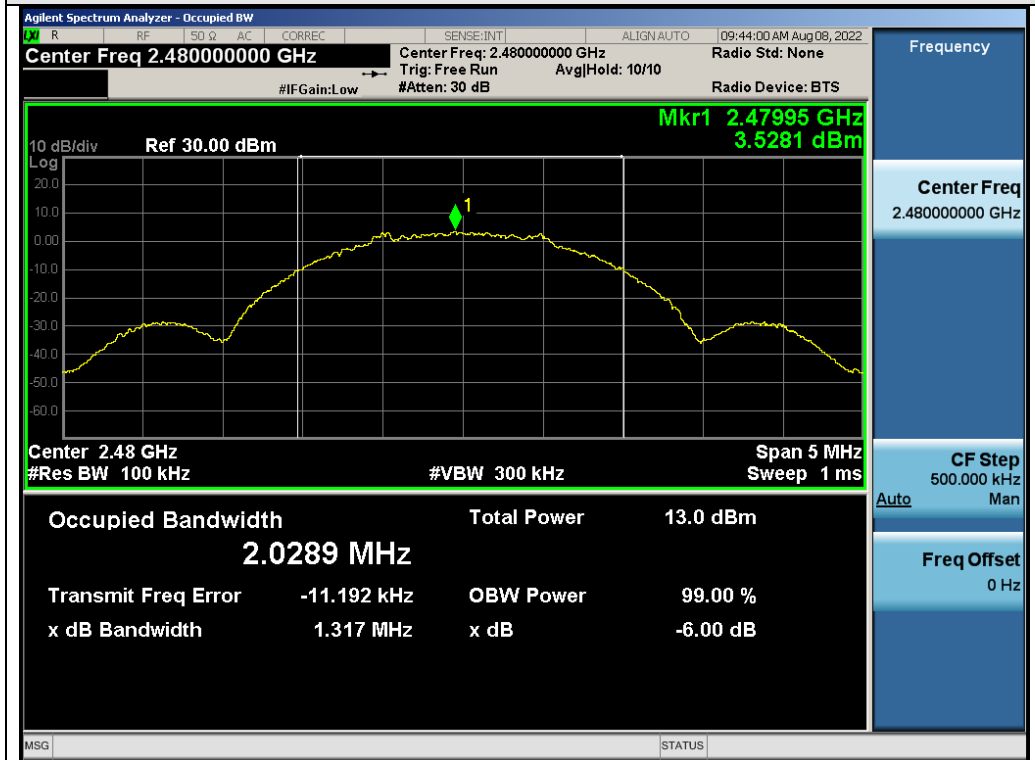 Agilent Spectrum Analyzer - Occupied BW
LXI R RF 50 Ω AC CORREC SENSE:INT ALIGN AUTO 09:44:00 AM Aug 08, 2022
Center Freq 2.480000000 GHz
Center Freq: 2.480000000 GHz Radio Std: None
Trig: Free Run Avg|Hold: 10/10
#IFGain:Low #Atten: 30 dB Radio Device: BTS
Mkr1 2.47995 GHz
3.5281 dBm
10 dB/div Ref 30.00 dBm
Log
20.0
10.0
0.00
-10.0
-20.0
-30.0
-40.0
-50.0
-60.0
1
Center 2.48 GHz Span 5 MHz
#Res BW 100 kHz #VBW 300 kHz Sweep 1 ms
Occupied Bandwidth Total Power 13.0 dBm
2.0289 MHz
Transmit Freq Error -11.192 kHz OBW Power 99.00 %
x dB Bandwidth 1.317 MHz x dB -6.00 dB
Frequency
Center Freq
2.480000000 GHz
CF Step
500.000 kHz
Auto Man
Freq Offset
0 Hz
MSG STATUS